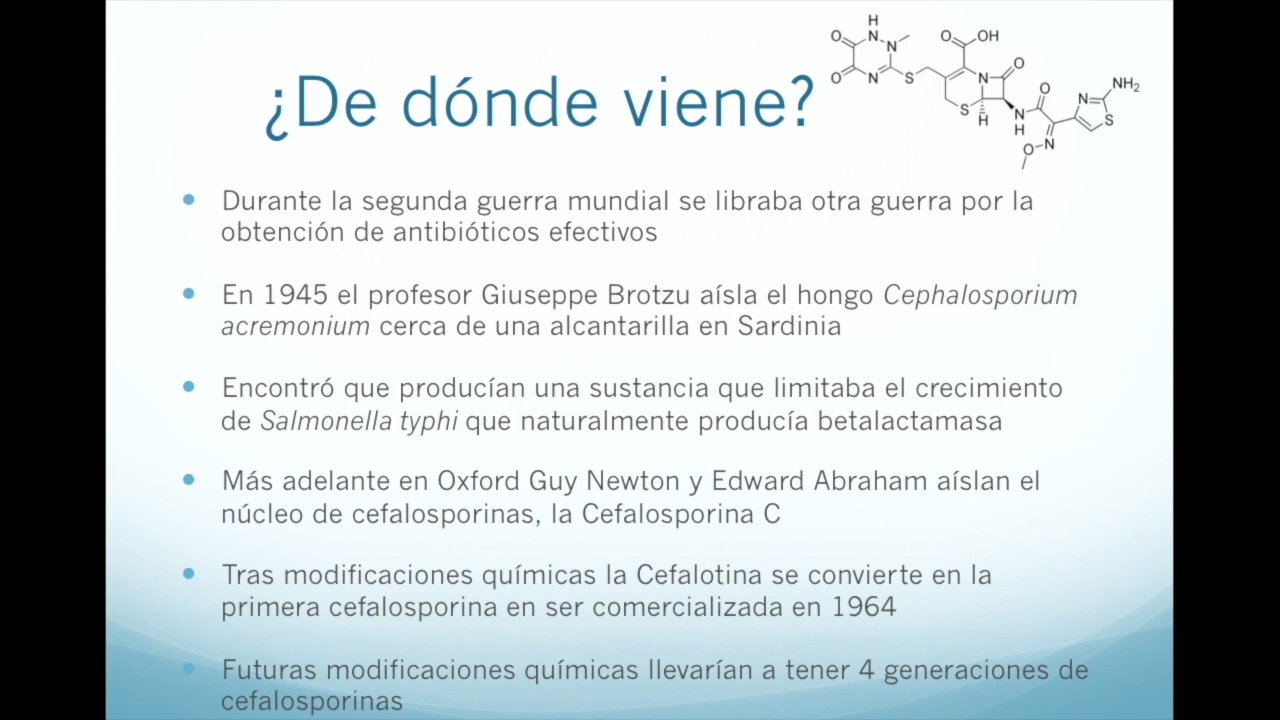 ¿De dónde viene?
H
O N N
O N S
O OH
N O
S H
N H
O
O N
N NH2
S
Durante la segunda guerra mundial se libraba otra guerra por la
obtención de antibióticos efectivos
En 1945 el profesor Giuseppe Brotzu aísla el hongo Cephalosporium
acremonium cerca de una alcantarilla en Sardinia
Encontró que producían una sustancia que limitaba el crecimiento
de Salmonella typhi que naturalmente producía betalactamasa
Más adelante en Oxford Guy Newton y Edward Abraham aíslan el
núcleo de cefalosporinas, la Cefalosporina C
Tras modificaciones químicas la Cefalotina se convierte en la
primera cefalosporina en ser comercializada en 1964
Futuras modificaciones químicas llevarían a tener 4 generaciones de
cefalosporinas